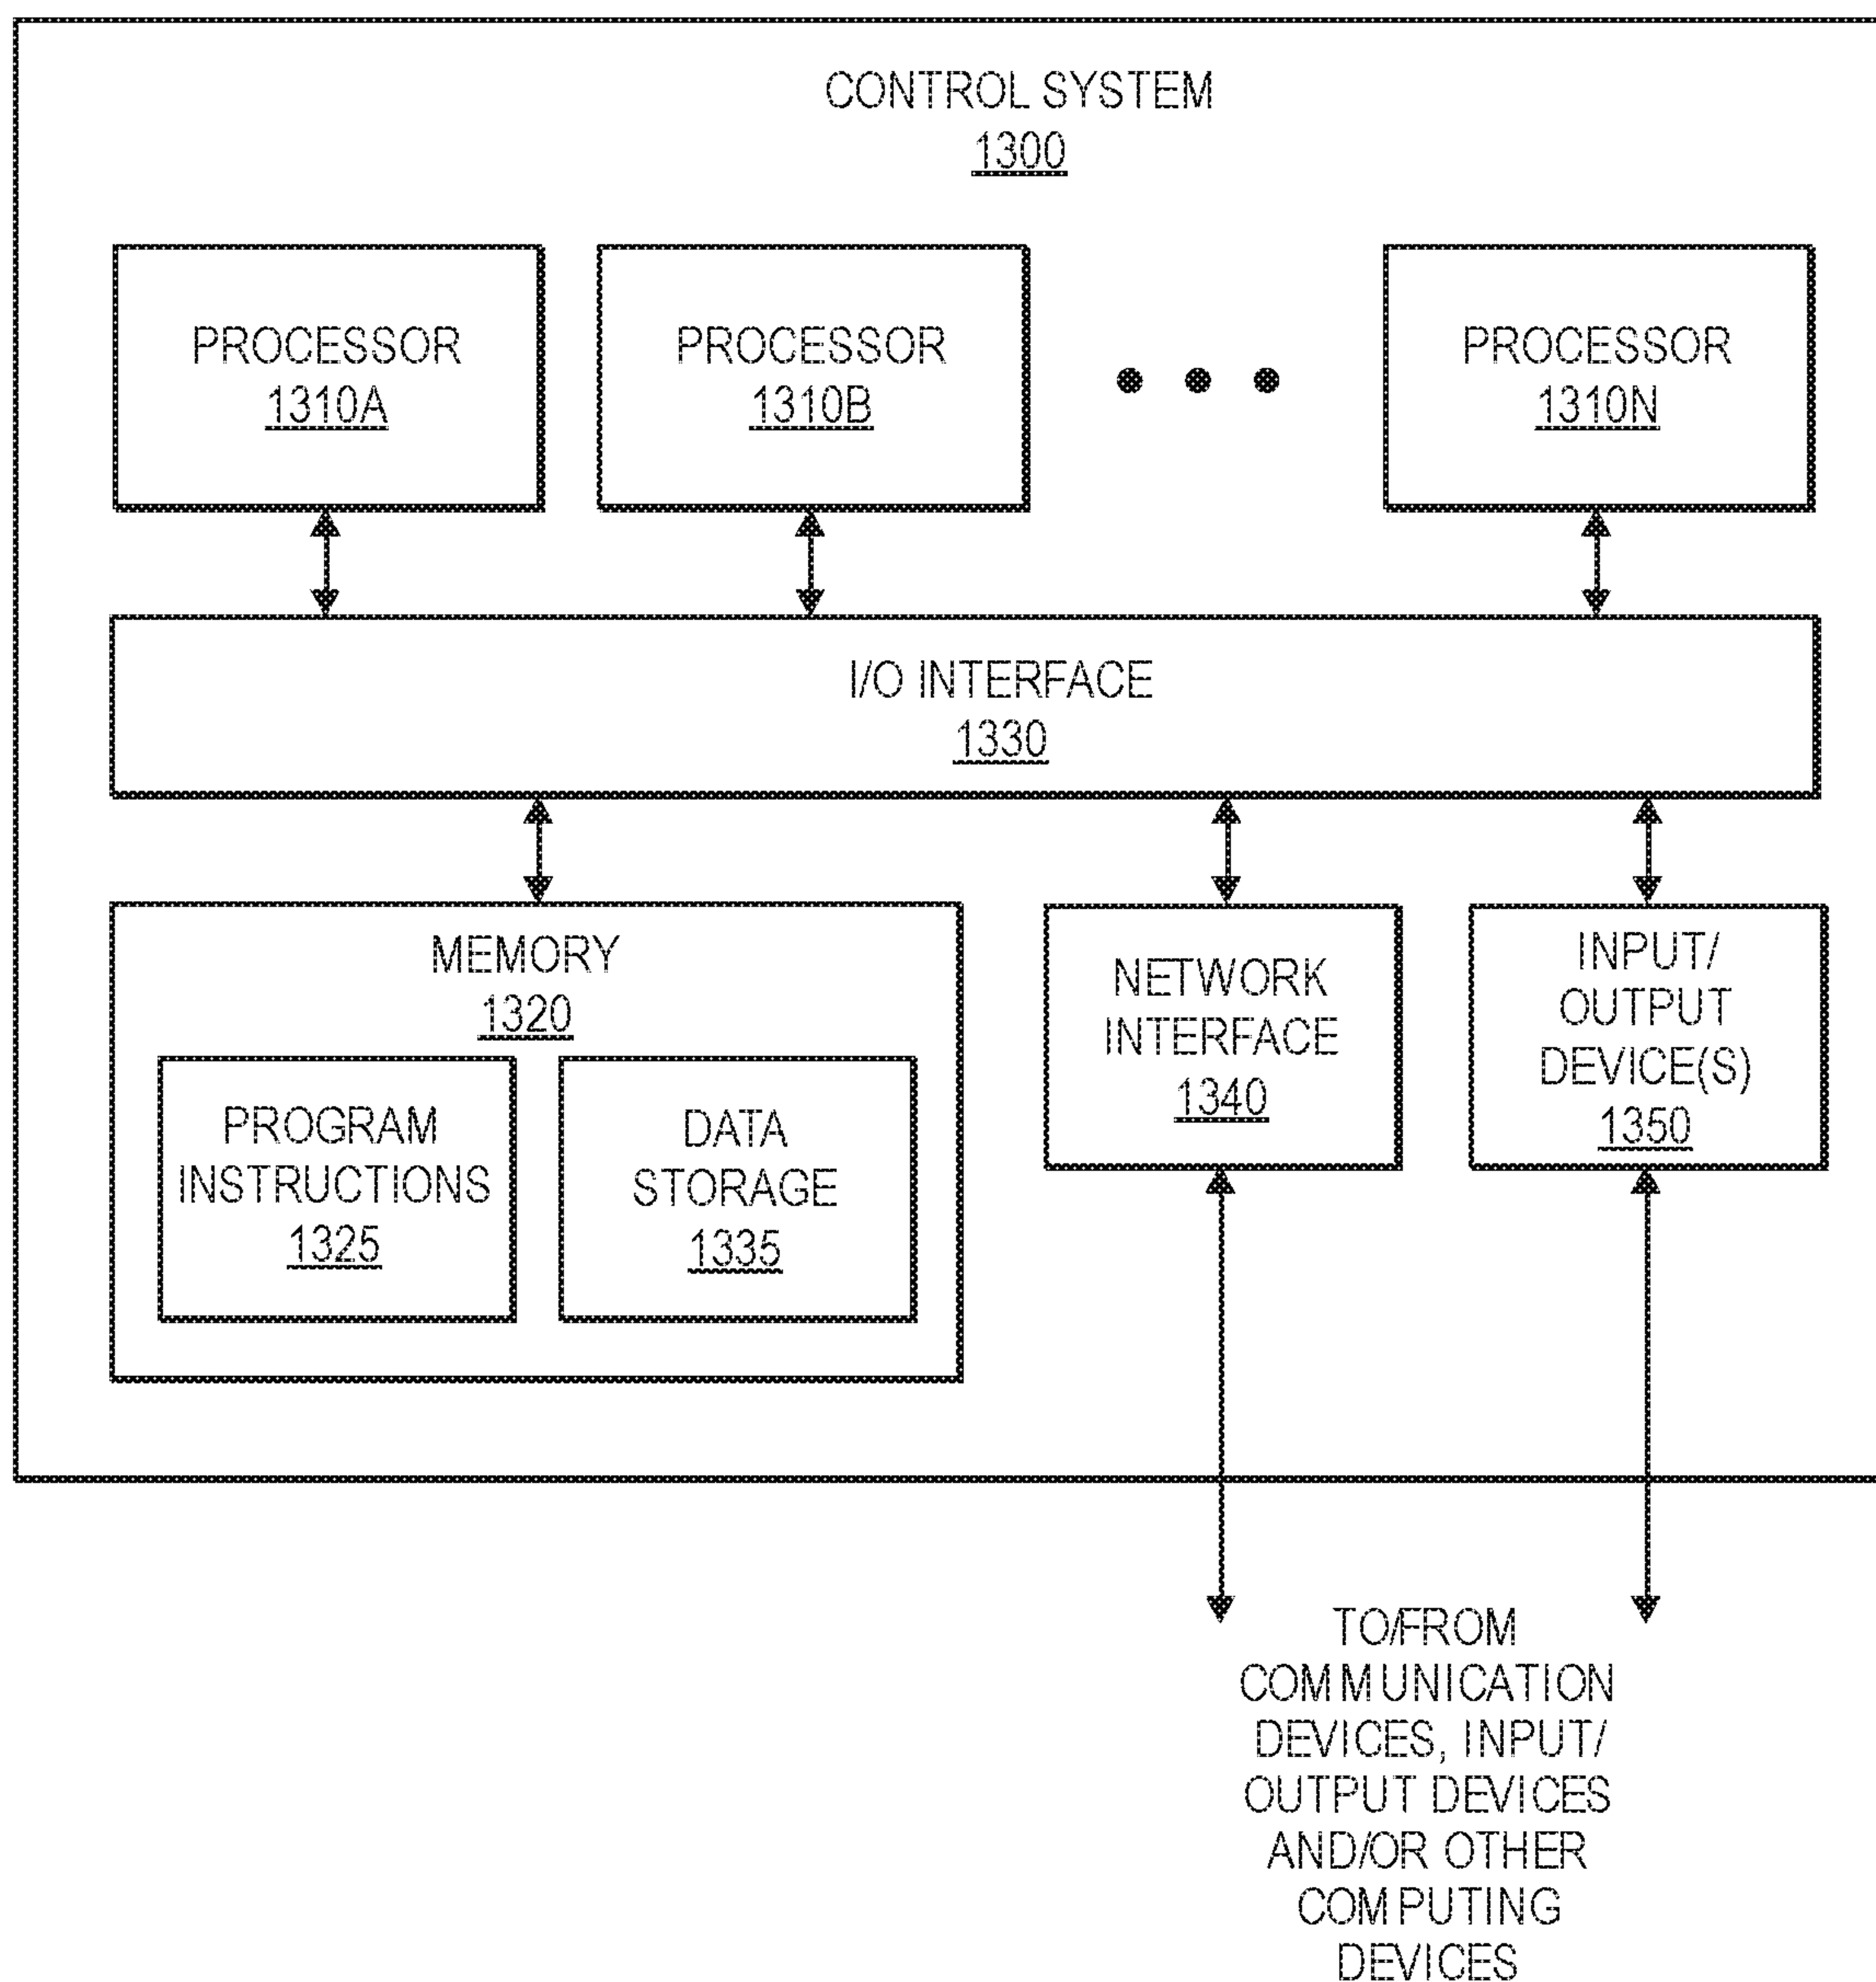 CONTROL SYSTEM
1300
PROCESSOR
1310A
PROCESSOR
1310B
PROCESSOR
1310N
I/O INTERFACE
1330
MEMORY
1320
PROGRAM
INSTRUCTIONS
1325
DATA
STORAGE
1335
NETWORK
INTERFACE
1340
INPUT/
OUTPUT
DEVICE(S)
1350
TO/FROM
COMMUNICATION
DEVICES, INPUT/
OUTPUT DEVICES
AND/OR OTHER
COMPUTING
DEVICES